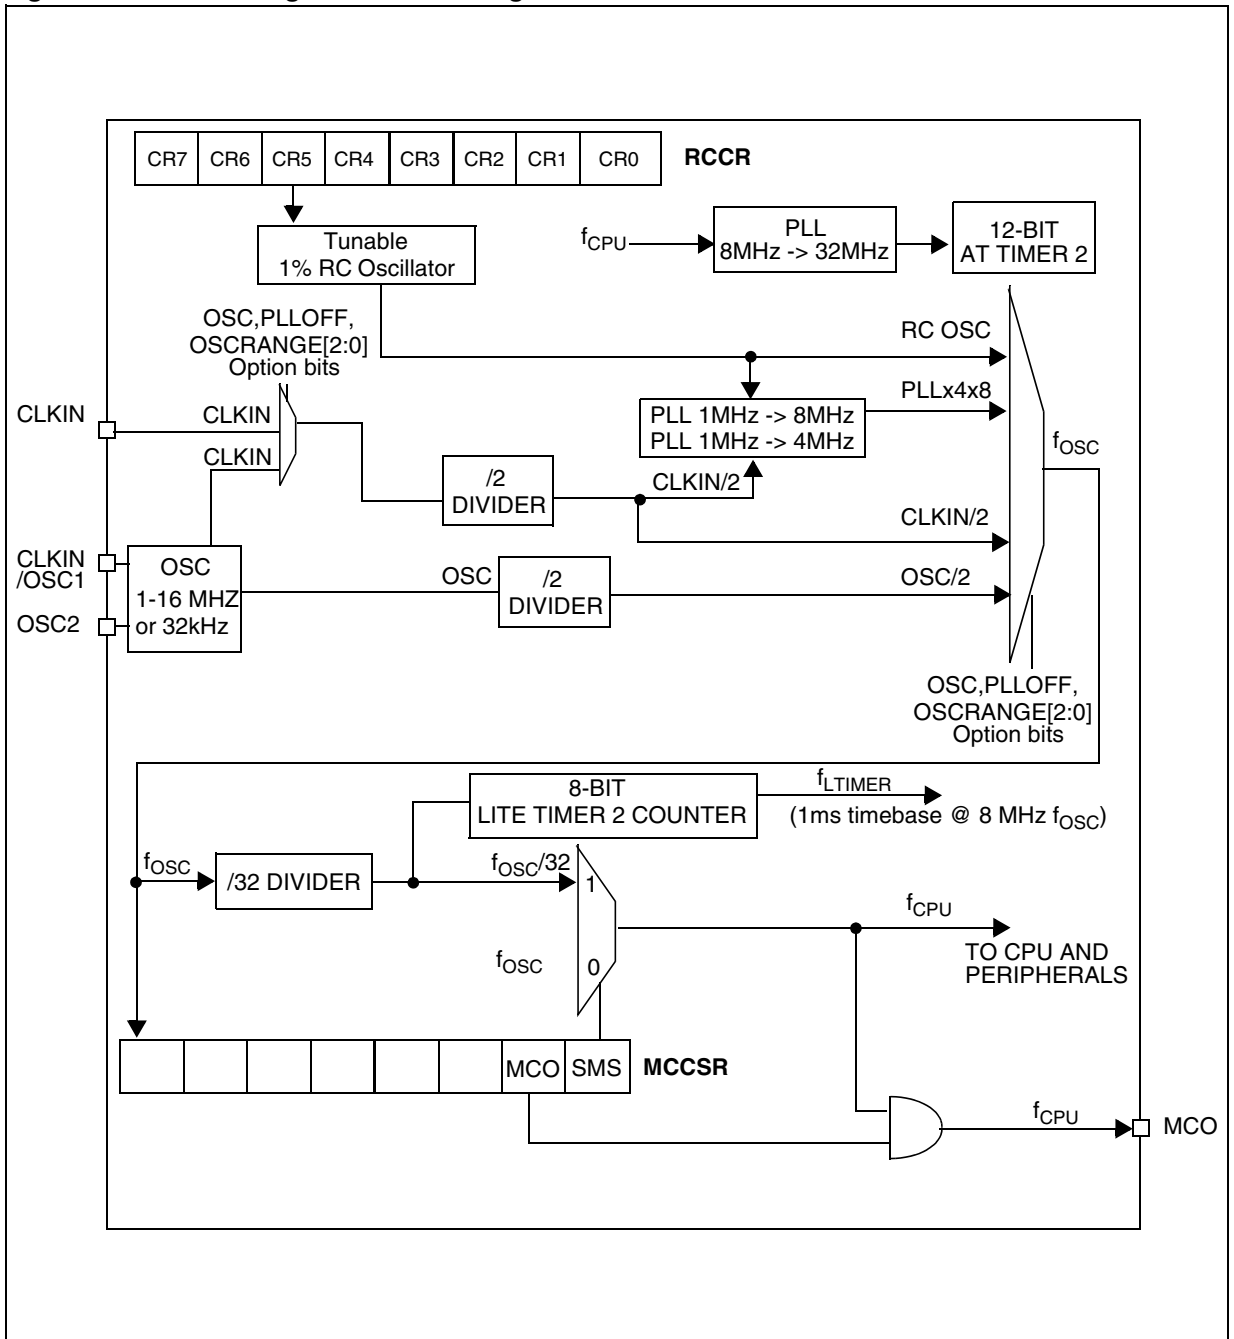 CR7 CR6 CR5 CR4 CR3 CR2 CR1 CR0 RCCR
Tunable
1% RC Oscillator
fCPU
PLL
8MHz -> 32MHz
12-BIT
AT TIMER 2
OSC,PLLOFF,
OSCRANGE[2:0]
Option bits
RC OSC
PLLx4x8
CLKIN
CLKIN
CLKIN
PLL 1MHz -> 8MHz
PLL 1MHz -> 4MHz
fOSC
/2
DIVIDER
CLKIN/2
CLKIN/2
CLKIN
/OSC1
OSC2
OSC
1-16 MHZ
or 32kHz
OSC
/2
DIVIDER
OSC/2
OSC,PLLOFF,
OSCRANGE[2:0]
Option bits
8-BIT
LITE TIMER 2 COUNTER
fLTIMER
(1ms timebase @ 8 MHz fOSC)
fOSC
/32 DIVIDER
fOSC/32
1
fOSC
0
fCPU
TO CPU AND
PERIPHERALS
MCO SMS MCCSR
fCPU
MCO